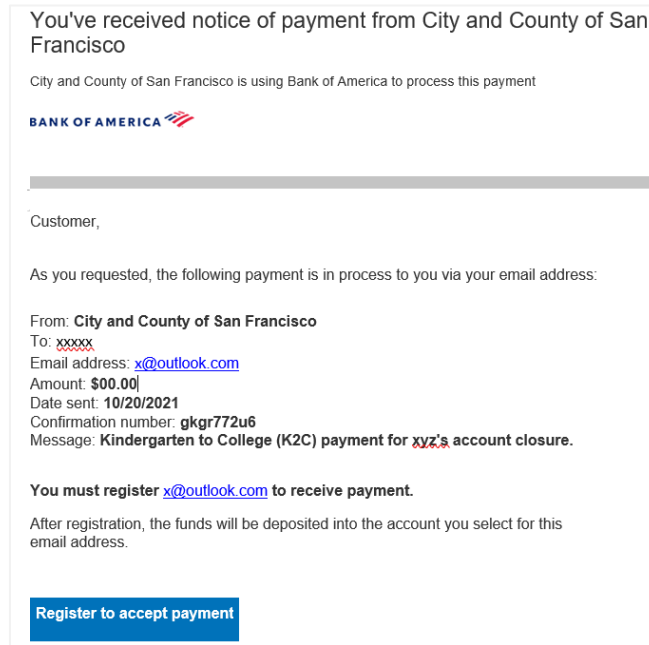 You've received notice of payment from City and County of San
Francisco
City and County of San Francisco is using Bank of America to process this payment
BANK OF AMERICA
Customer,
As you requested, the following payment is in process to you via your email address:
From: City and County of San Francisco
To: xxxxx
Email address: x@outlook.com
Amount: $00.00
Date sent: 10/20/2021
Confirmation number: gkgr772u6
Message: Kindergarten to College (K2C) payment for xyz's account closure.
You must register x@outlook.com to receive payment.
After registration, the funds will be deposited into the account you select for this
email address.
Register to accept payment